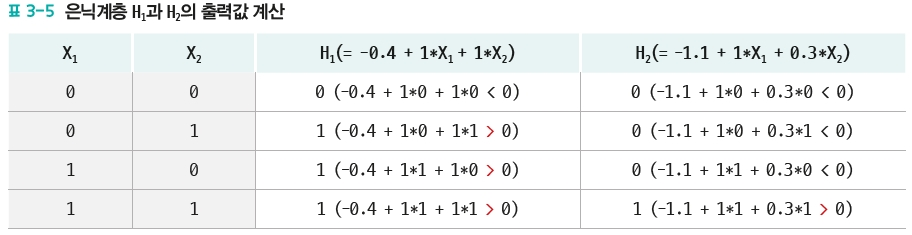 표 3-5 은닉계층 H₁과 H₂의 출력값 계산
X₁ X₂ H₁(= -0.4 + 1*X₁ + 1*X₂) H₂(= -1.1 + 1*X₁ + 0.3*X₂)
0 0 0 (-0.4 + 1*0 + 1*0 < 0) 0 (-1.1 + 1*0 + 0.3*0 < 0)
0 1 1 (-0.4 + 1*0 + 1*1 > 0) 0 (-1.1 + 1*0 + 0.3*1 < 0)
1 0 1 (-0.4 + 1*1 + 1*0 > 0) 0 (-1.1 + 1*1 + 0.3*0 < 0)
1 1 1 (-0.4 + 1*1 + 1*1 > 0) 1 (-1.1 + 1*1 + 0.3*1 > 0)